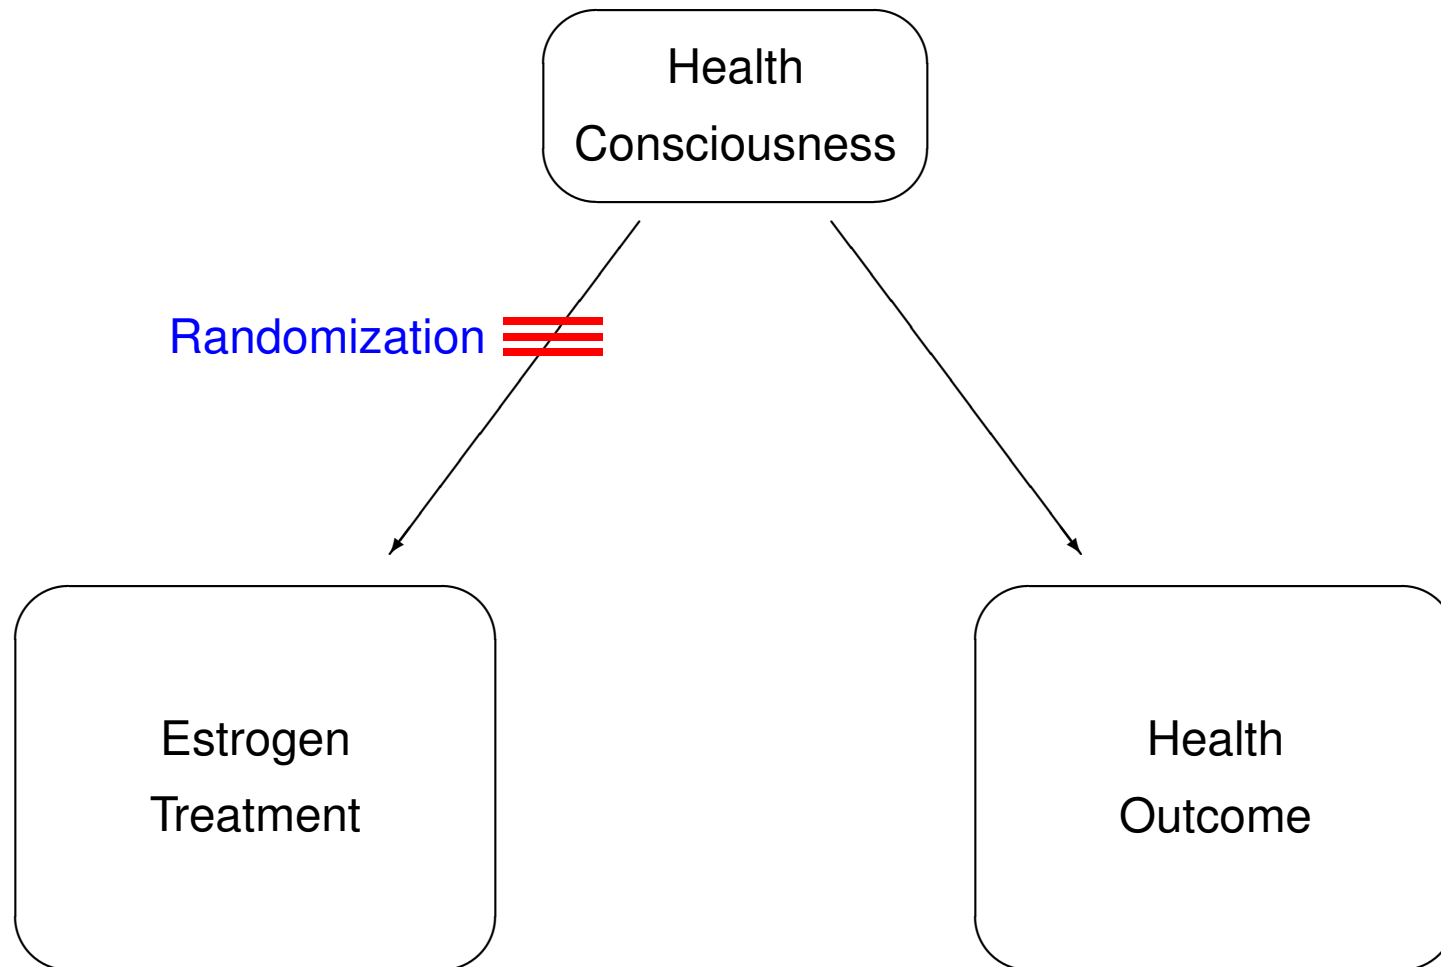 Health
Consciousness
Randomization
Estrogen
Treatment
Health
Outcome